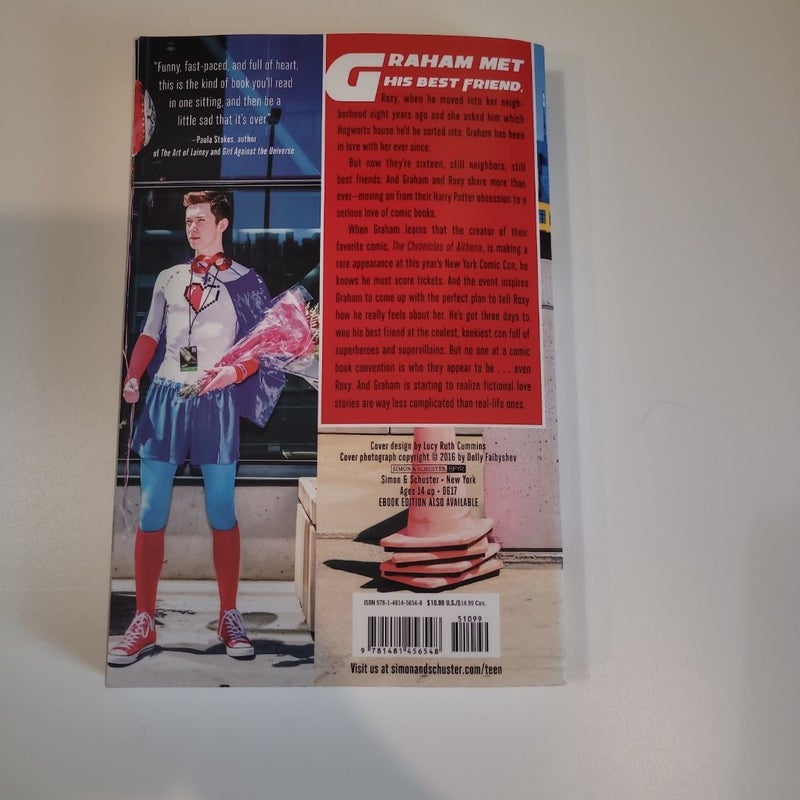 "Funny, fast-paced, and full of heart,
this is the kind of book you'll read
in one sitting, and then be a
little sad that it's over."
—Paula Stokes, author
of The Art of Lainey and Girl Against the Universe
GRAHAM MET
HIS BEST FRIEND,
Roxy, when he moved into her neigh-
borhood eight years ago and she asked him which
Hogwarts house he'd be sorted into. Graham has been
in love with her ever since.
But now they're sixteen, still neighbors, still
best friends. And Graham and Roxy share more than
ever—moving on from their Harry Potter obsession to a
serious love of comic books.
When Graham learns that the creator of their
favorite comic, The Chronicles of Althena, is making a
rare appearance at this year's New York Comic Con, he
knows he must score tickets. And the event inspires
Graham to come up with the perfect plan to tell Roxy
how he really feels about her. He's got three days to
woo his best friend at the coolest, kookiest con full of
superheroes and supervillains. But no one at a comic
book convention is who they appear to be . . . even
Roxy. And Graham is starting to realize fictional love
stories are way less complicated than real-life ones.
Cover design by Lucy Ruth Cummins
Cover photograph copyright © 2016 by Dolly Faibyshev
SIMON & SCHUSTER BFYR
Simon & Schuster • New York
Ages 14 up • 0617
EBOOK EDITION ALSO AVAILABLE
ISBN 978-1-4814-5654-8 $10.99 U.S./$14.99 Can.
51099
9 781481 456548
Visit us at simonandschuster.com/teen